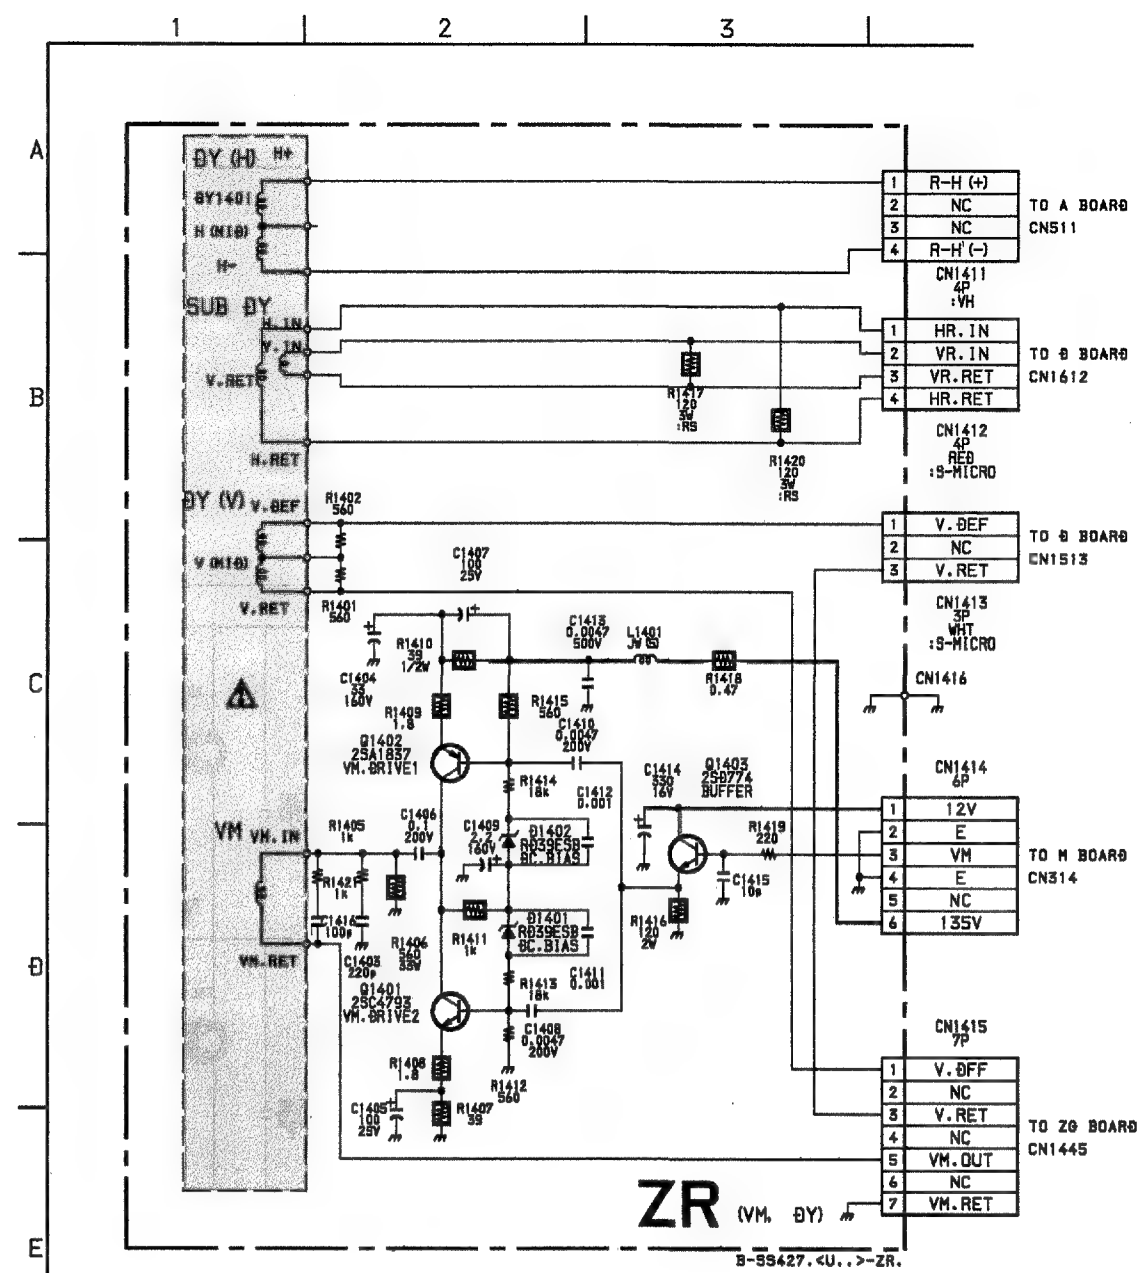 1 2 3
A
B
C
D
E
DY (H) H+
DY1401
H (MID)
H-
SUB DY
H.IN
V.IN
V.RET
H.RET
DY (V) V.DEF
V (MID)
V.RET
VM VM.IN
VM.RET
1 R-H (+)
2 NC
3 NC
4 R-H (-)
TO A BOARD
CN511
CN1411
4P
:VH
1 HR.IN
2 VR.IN
3 VR.RET
4 HR.RET
TO D BOARD
CN1612
CN1412
4P
RED
:S-MICRO
R1417
120
3W
:RS
R1420
120
3W
:RS
1 V.DEF
2 NC
3 V.RET
TO D BOARD
CN1513
CN1413
3P
WHT
:S-MICRO
CN1416
R1402
560
R1401
560
C1407
100
25V
C1413
0.0047
500V
L1401
JW
R1418
0.47
R1410
39
1/2W
C1404
33
160V
R1409
1.8
R1415
560
C1410
0.0047
200V
Q1402
2SA1837
VM.DRIVE1
R1414
18k
C1412
0.001
C1414
330
16V
Q1403
2SD774
BUFFER
R1419
220
C1415
10p
R1416
120
2W
R1405
1k
C1406
0.1
200V
C1409
2.2
160V
D1402
RD39ESB
DC.BIAS
R1421
1k
C1416
100p
C1403
220p
R1406
560
3W
R1411
1k
D1401
RD39ESB
DC.BIAS
C1411
0.001
R1413
18k
Q1401
2SC4793
VM.DRIVE2
C1408
0.0047
200V
R1408
1.8
R1412
560
C1405
100
25V
R1407
39
CN1414
6P
1 12V
2 E
3 VM
4 E
5 NC
6 135V
TO M BOARD
CN314
CN1415
7P
1 V.DFF
2 NC
3 V.RET
4 NC
5 VM.OUT
6 NC
7 VM.RET
TO ZG BOARD
CN1445
ZR (VM, DY)
B-SS427.<U..>-ZR.